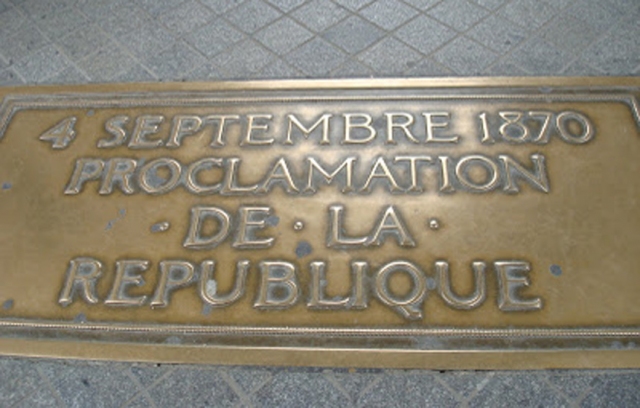 4 SEPTEMBRE 1870
PROCLAMATION
· DE · LA ·
REPUBLIQUE